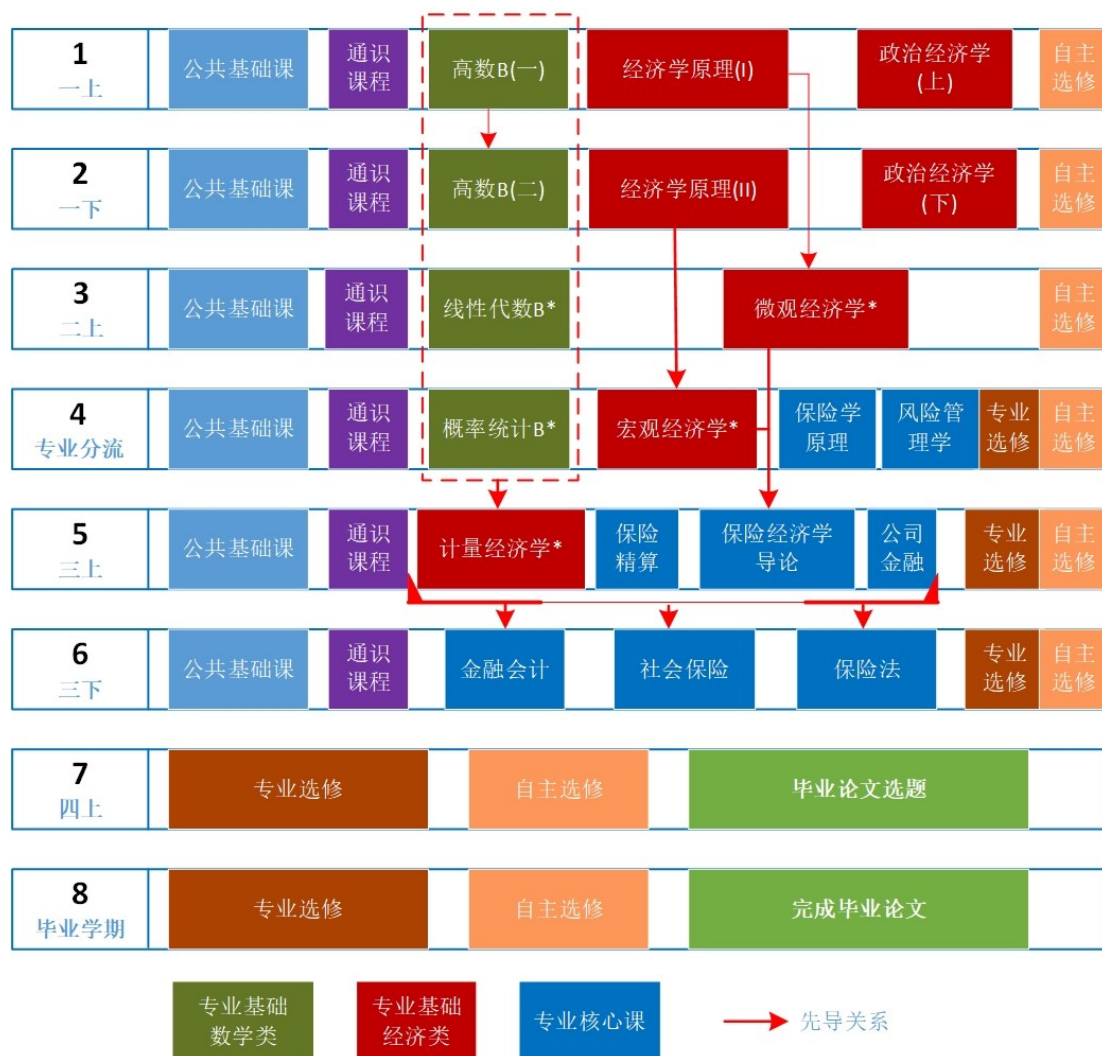 1
一上
公共基础课
通识
课程
高数B(一)
经济学原理(I)
政治经济学
(上)
自主
选修
2
一下
公共基础课
通识
课程
高数B(二)
经济学原理(II)
政治经济学
(下)
自主
选修
3
二上
公共基础课
通识
课程
线性代数B*
微观经济学*
自主
选修
4
专业分流
公共基础课
通识
课程
概率统计B*
宏观经济学*
保险学
原理
风险管
理学
专业
选修
自主
选修
5
三上
公共基础课
通识
课程
计量经济学*
保险
精算
保险经济学
导论
公司
金融
专业
选修
自主
选修
6
三下
公共基础课
通识
课程
金融会计
社会保险
保险法
专业
选修
自主
选修
7
四上
专业选修
自主选修
毕业论文选题
8
毕业学期
专业选修
自主选修
完成毕业论文
专业基础
数学类
专业基础
经济类
专业核心课
先导关系